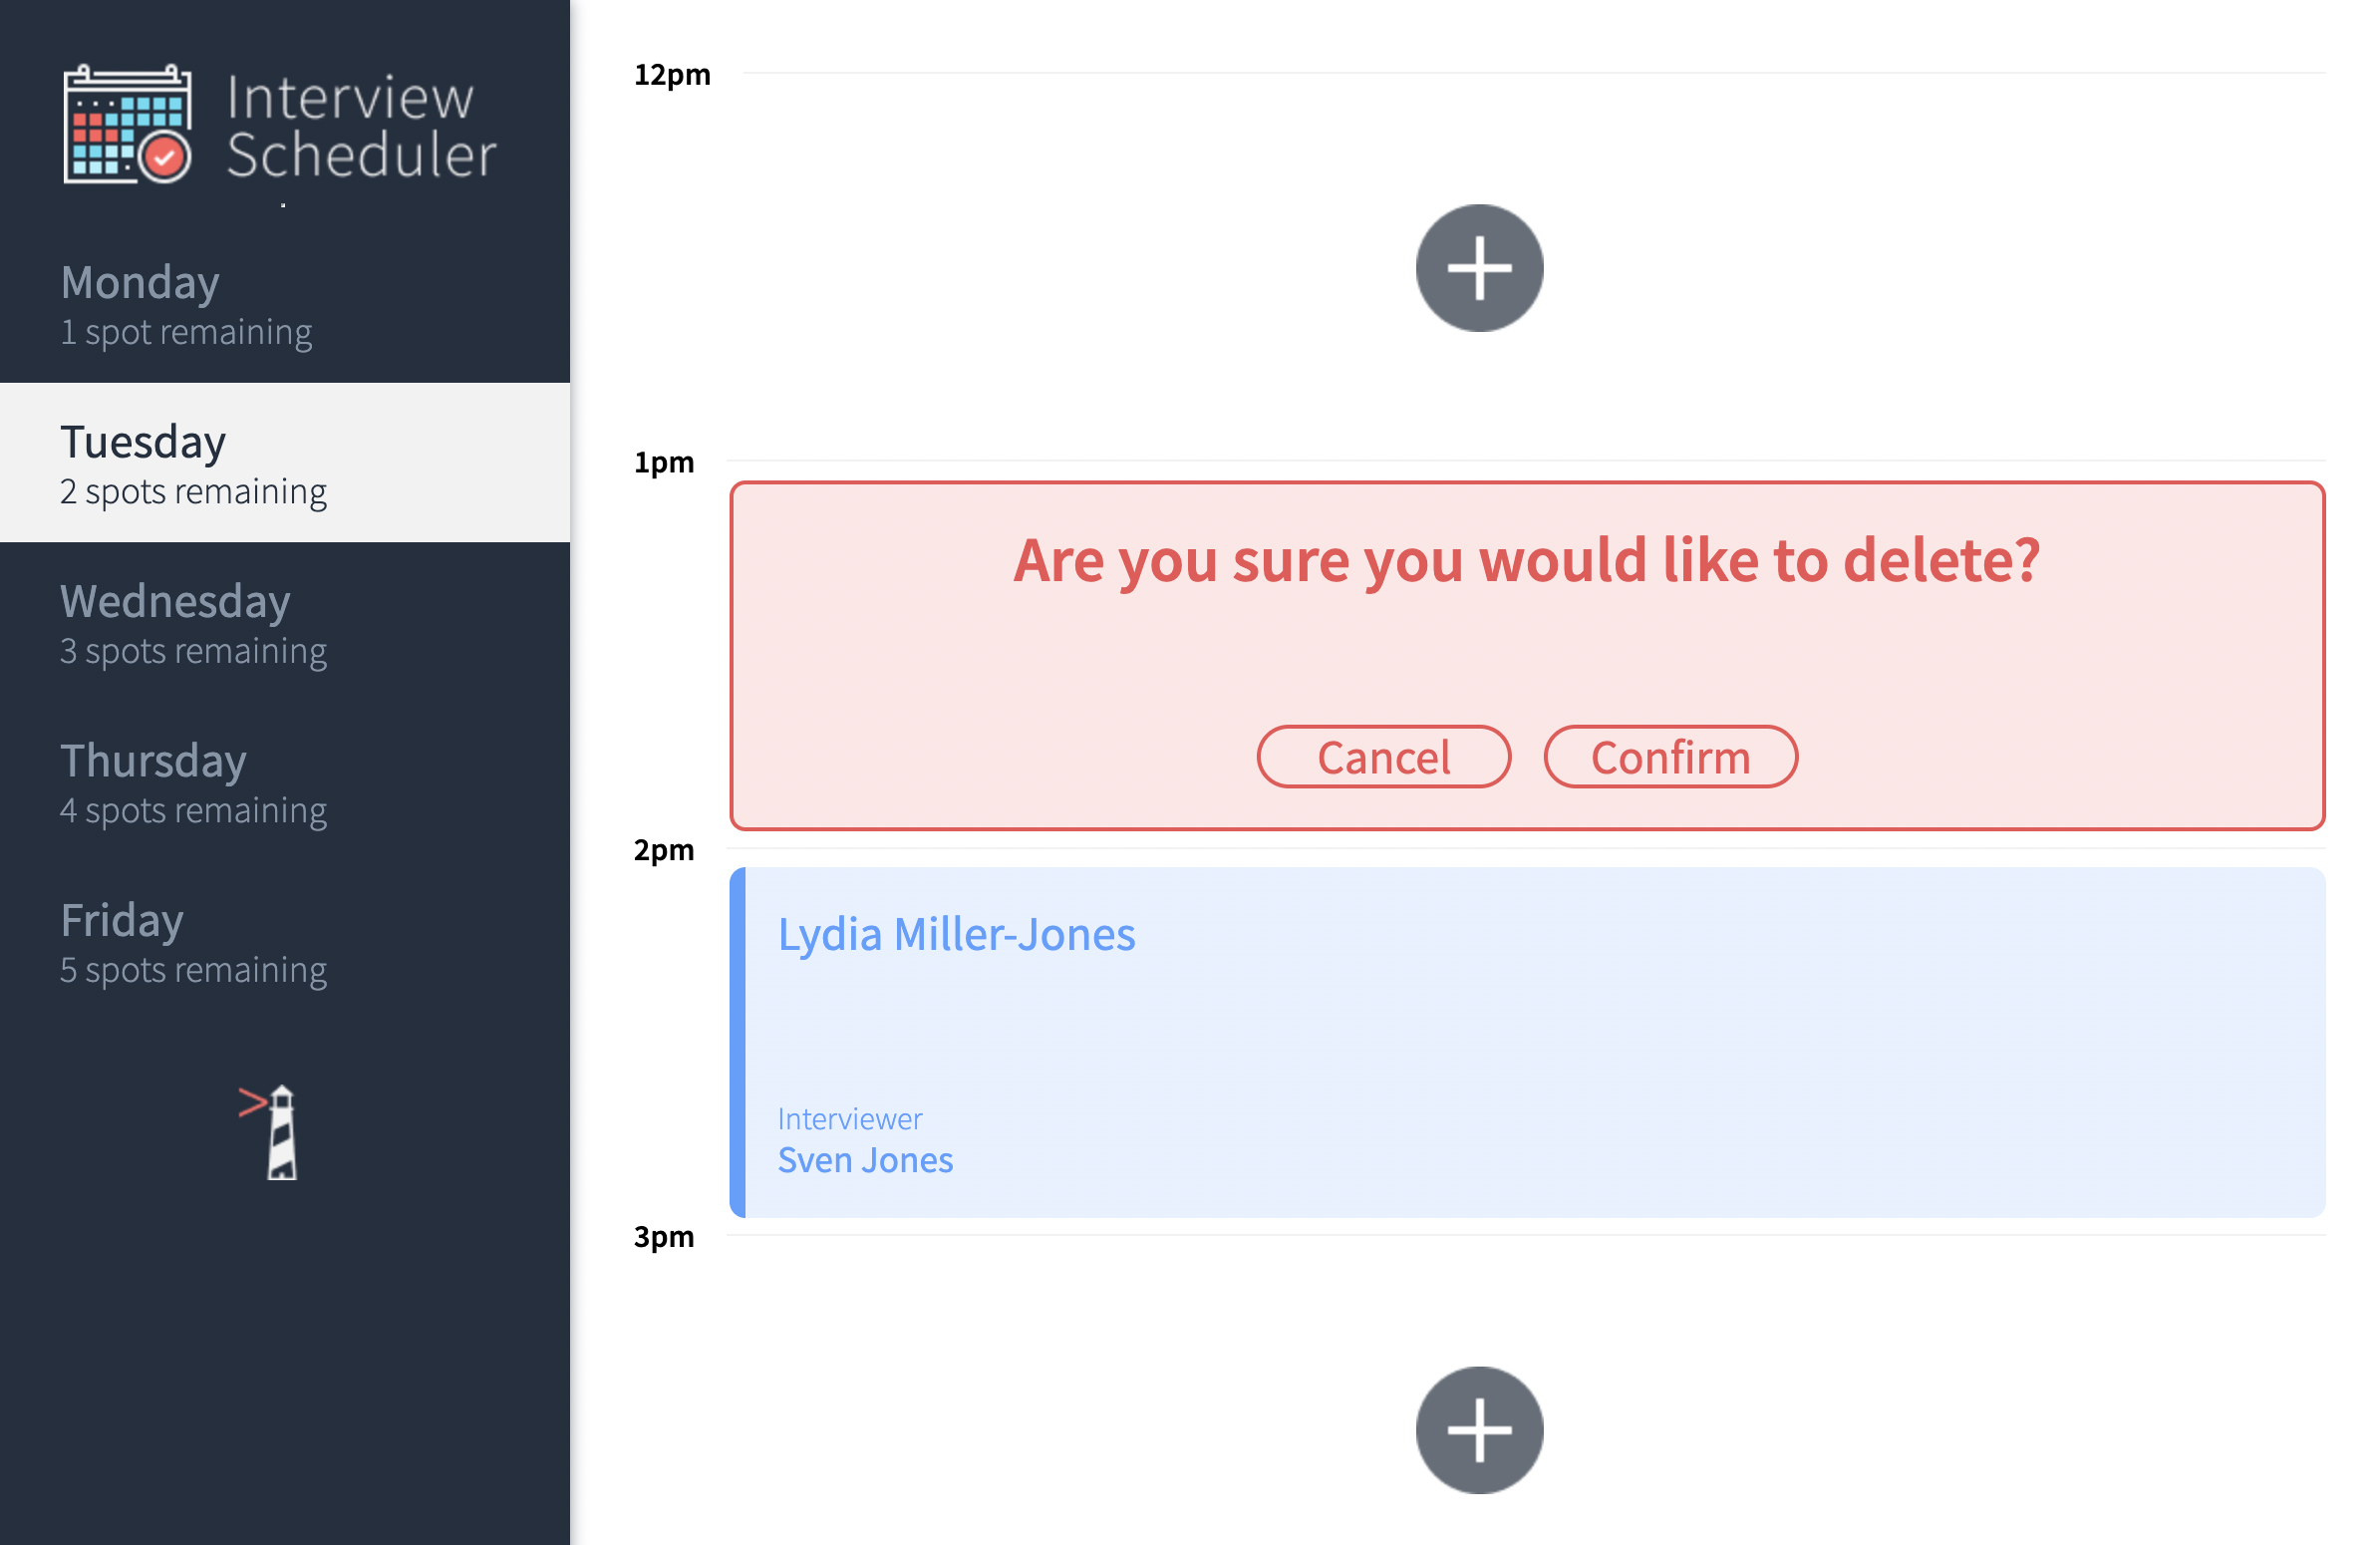 Interview
Scheduler
Monday
1 spot remaining
Tuesday
2 spots remaining
Wednesday
3 spots remaining
Thursday
4 spots remaining
Friday
5 spots remaining
12pm
1pm
Are you sure you would like to delete?
Cancel
Confirm
2pm
Lydia Miller-Jones
Interviewer
Sven Jones
3pm